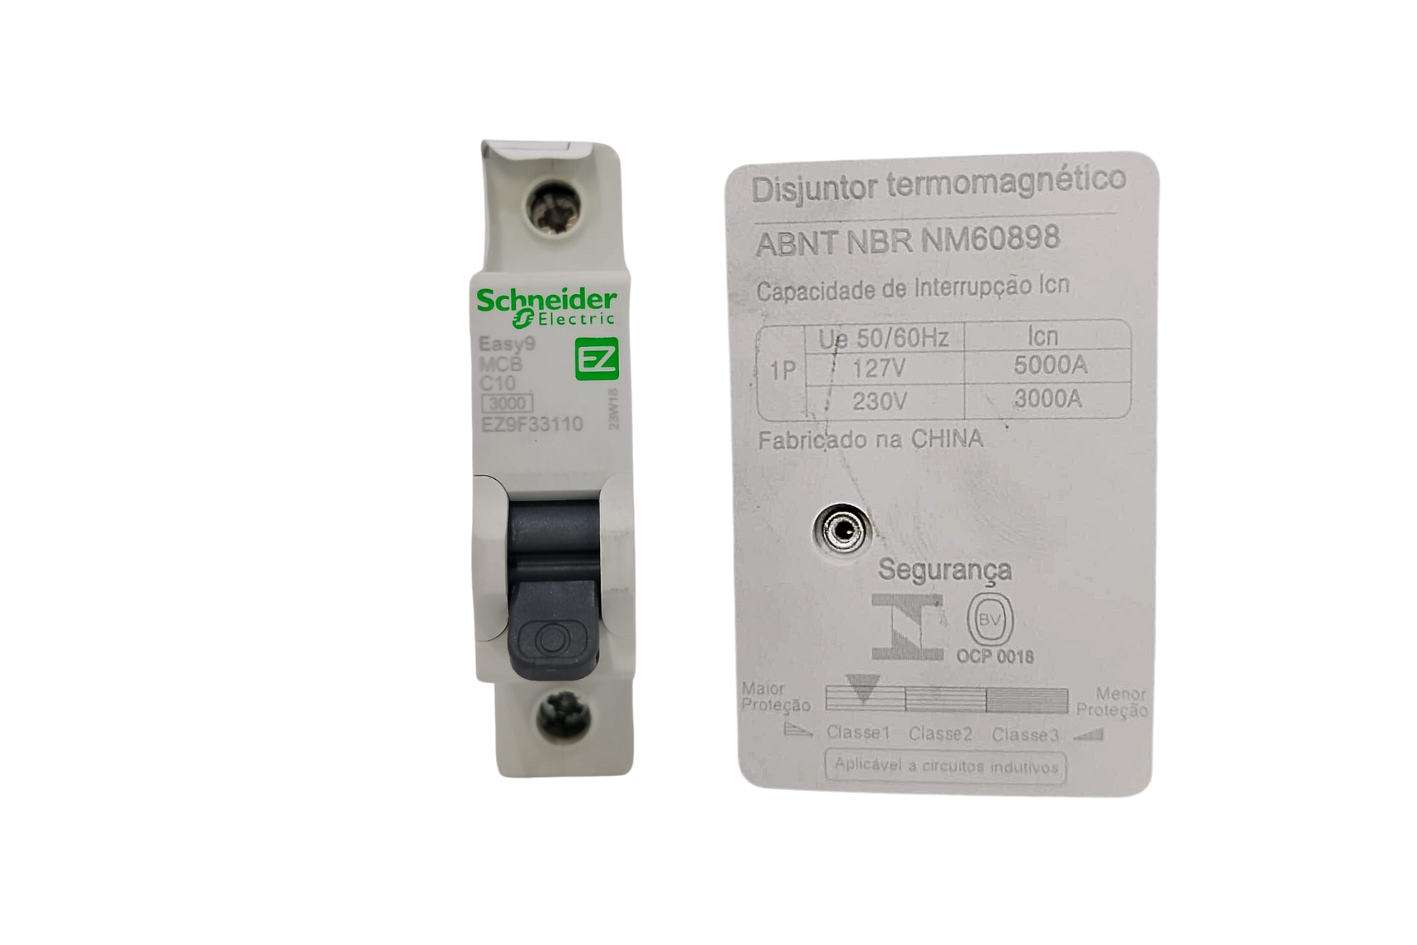 Schneider
Electric
Easy9
MCB
C10
3000
EZ9F33110
EZ
23W18
Disjuntor termomagnético
ABNT NBR NM60898
Capacidade de Interrupção Icn
Ue 50/60Hz Icn
1P 127V 5000A
230V 3000A
Fabricado na CHINA
Segurança
BV
OCP 0018
Maior Proteção
Menor Proteção
Classe1 Classe2 Classe3
Aplicável a circuitos indutivos